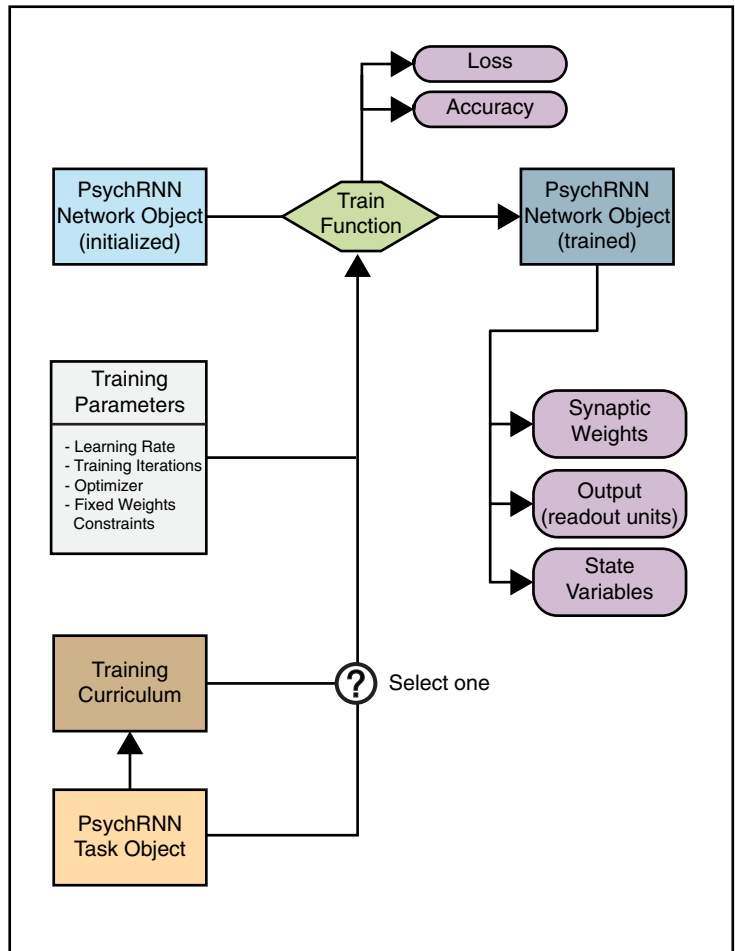 Loss
Accuracy
PsychRNN
Network Object
(initialized)
Train
Function
PsychRNN
Network Object
(trained)
Training
Parameters
- Learning Rate
- Training Iterations
- Optimizer
- Fixed Weights
Constraints
Synaptic
Weights
Output
(readout units)
State
Variables
Training
Curriculum
?
Select one
PsychRNN
Task Object